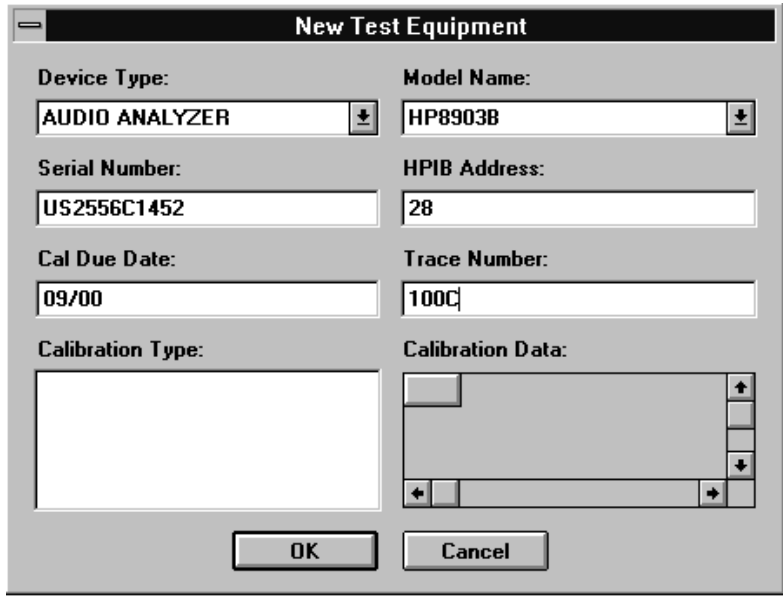 New Test Equipment
Device Type: Model Name:
AUDIO ANALYZER HP8903B
Serial Number: HPIB Address:
US2556C1452 28
Cal Due Date: Trace Number:
09/00 100C
Calibration Type: Calibration Data:
OK Cancel